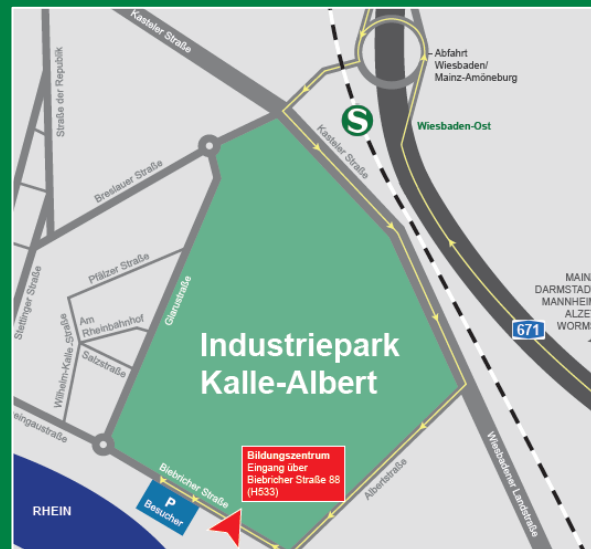 Kasteler Straße
Abfahrt
Wiesbaden/
Mainz-Amöneburg
Straße der Republik
S
Wiesbaden-Ost
Kasteler Straße
Breslauer Straße
Pfälzer Straße
Stettinger Straße
Glarustraße
MAIN
DARMSTAD
MANNHEIM
ALZE
WORMS
671
Am
Rheinbahnhof
Wilhelm-Kalle-Straße
Salzstraße
Industriepark
Kalle-Albert
eingaustraße
Wiesbadener Landstraße
Bildungszentrum
Eingang über
Biebricher Straße 88
(H533)
Albertstraße
Biebricher Straße
P
Besucher
RHEIN